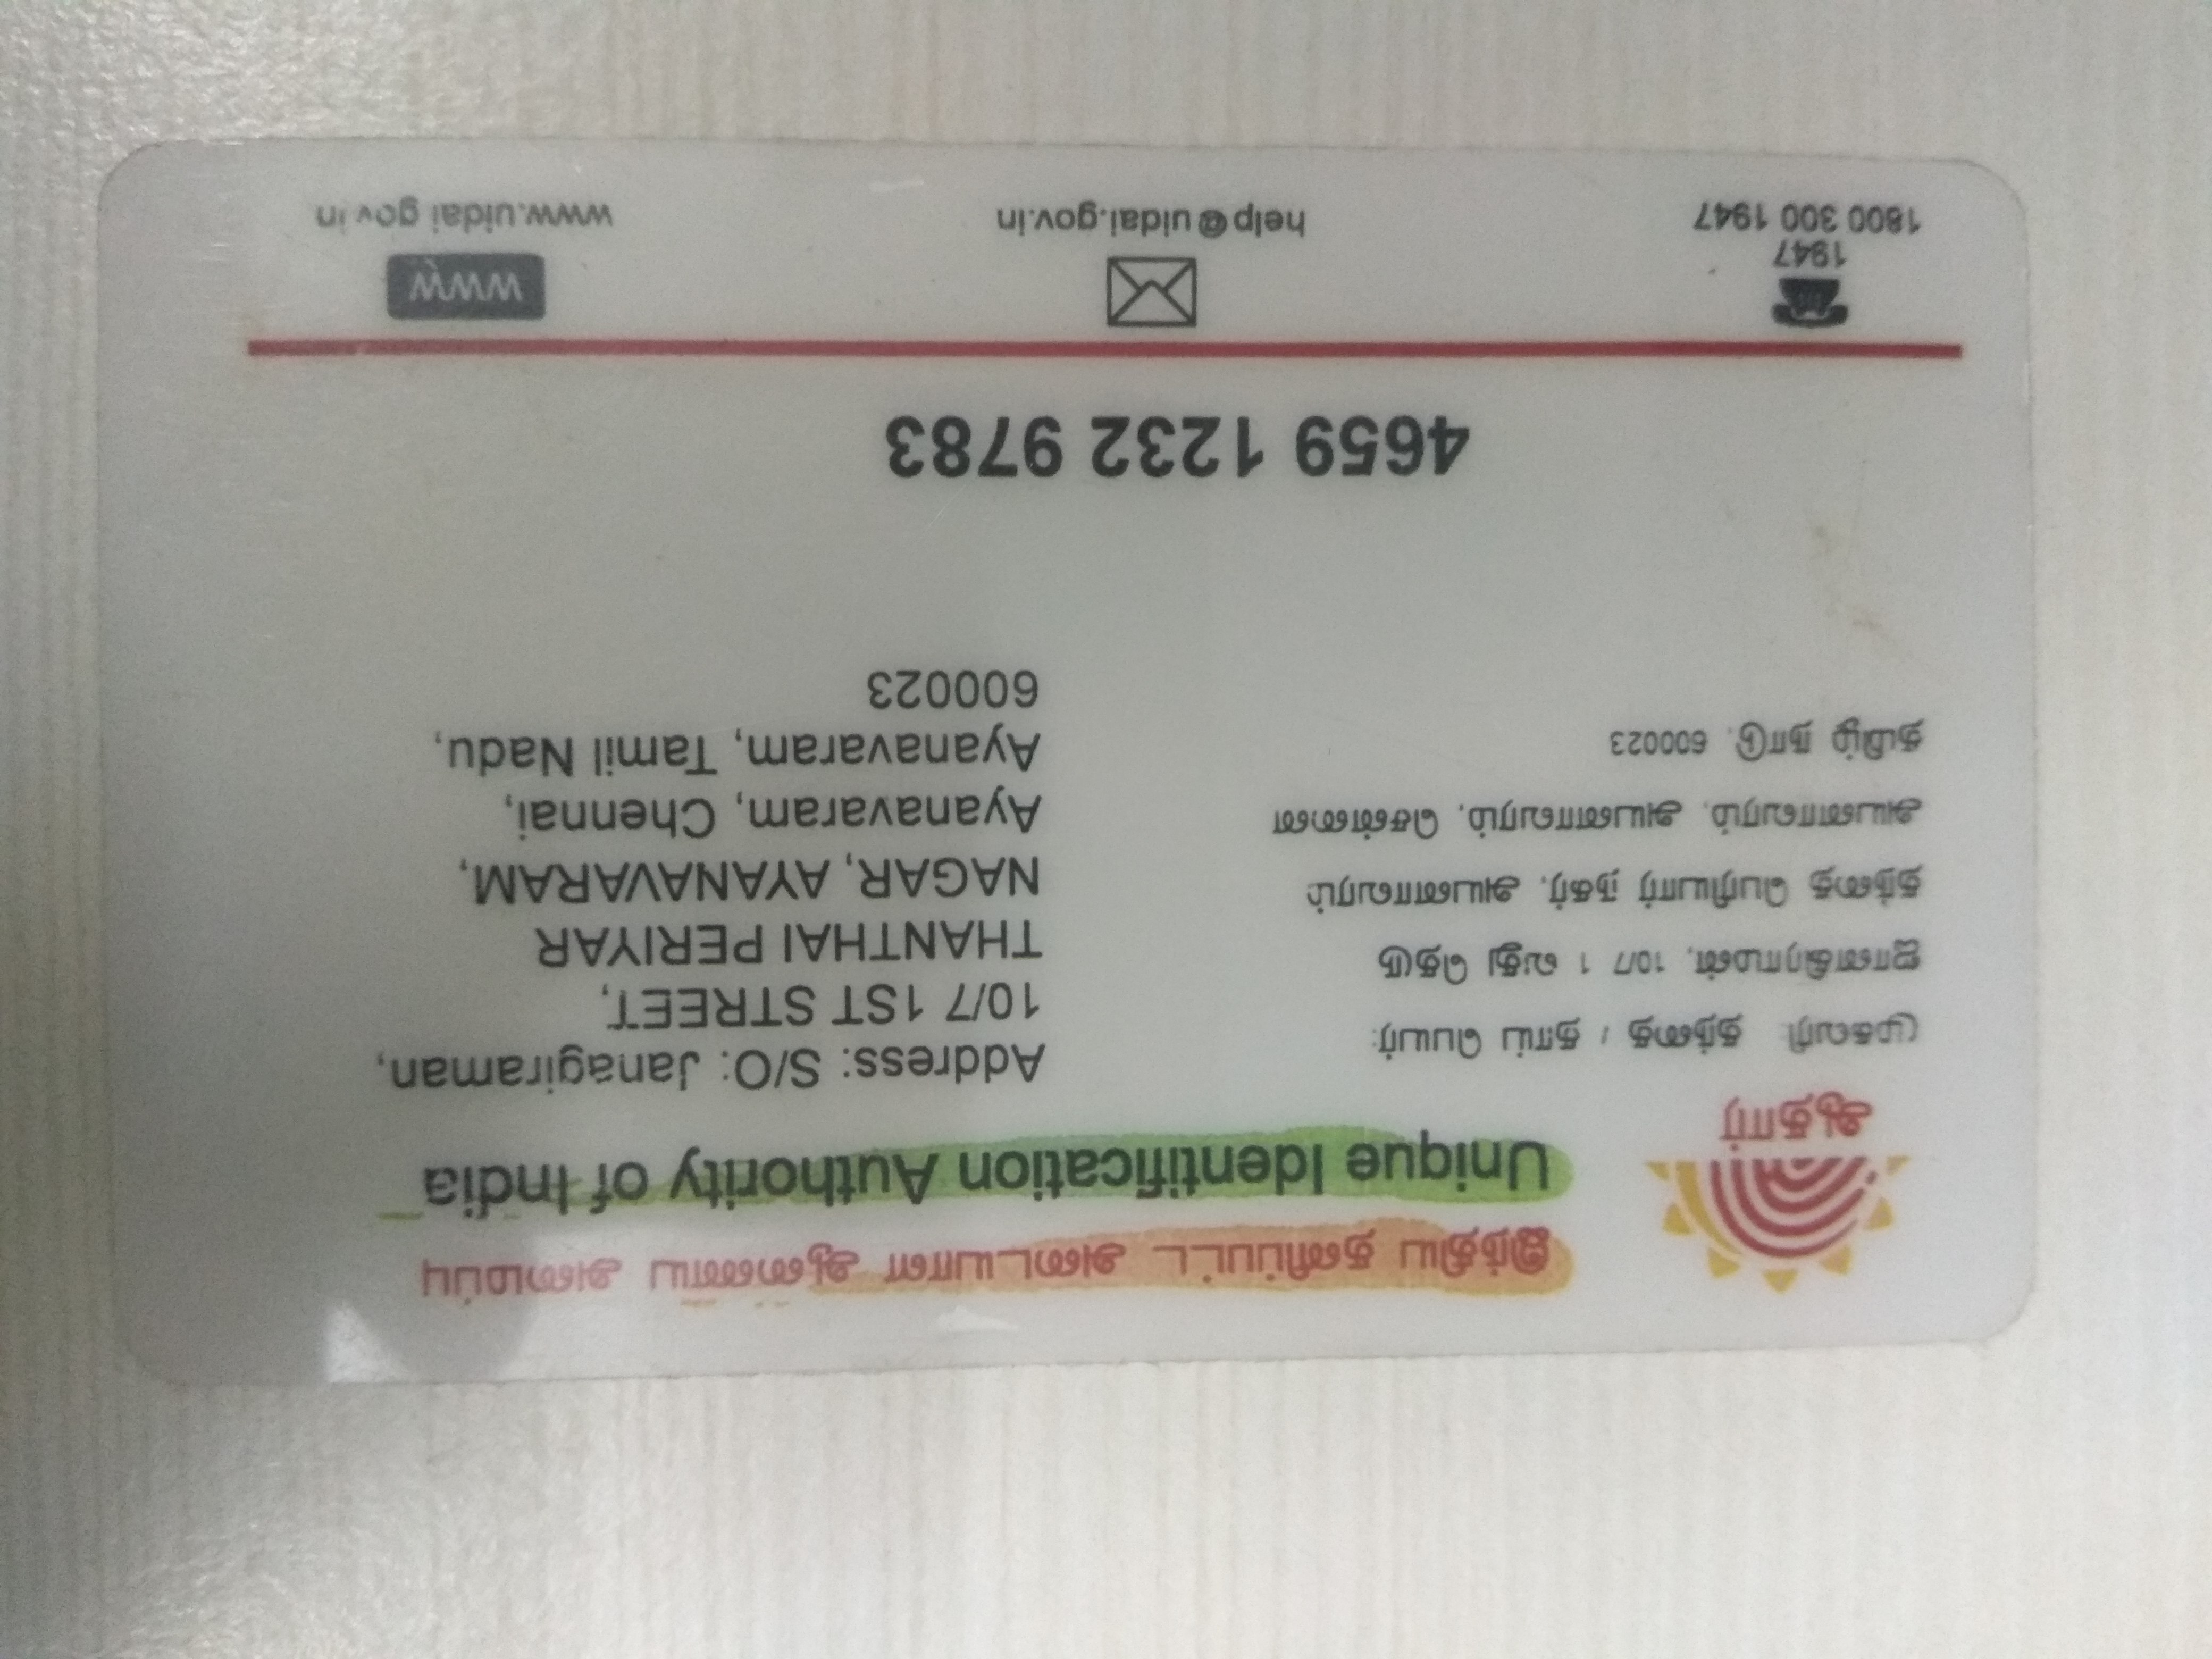 இந்திய தனிப்பட்ட அடையாள ஆணைய அமைப்பு
Unique Identification Authority of India
ஆதார்
முகவரி: தந்தை / தாய் பெயர்:
ஜானகிராமன், 10/7 1 வது தெரு
தந்தை பெரியார் நகர், அயனாவரம்
அயனாவரம், அயனாவரம், சென்னை
தமிழ் நாடு, 600023
Address: S/O: Janagiraman,
10/7 1ST STREET,
THANTHAI PERIYAR
NAGAR, AYANAVARAM,
Ayanavaram, Chennai,
Ayanavaram, Tamil Nadu,
600023
4659 1232 9783
1947
1800 300 1947
help@uidai.gov.in
WWW
www.uidai.gov.in